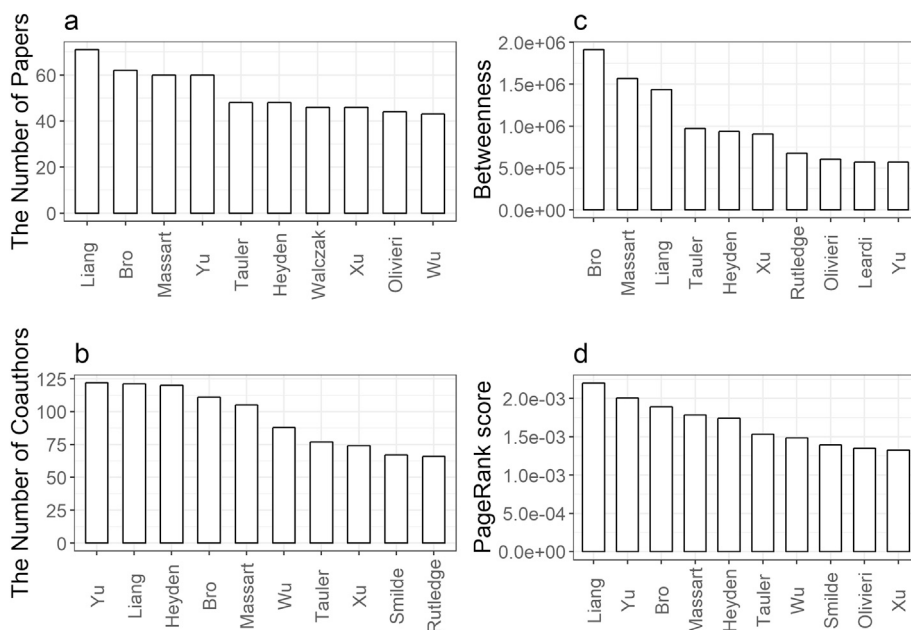 a
The Number of Papers
60
40
20
0
Liang
Bro
Massart
Yu
Tauler
Heyden
Walczak
Xu
Olivieri
Wu
c
Betweenness
2.0e+06
1.5e+06
1.0e+06
5.0e+05
0.0e+00
Bro
Massart
Liang
Tauler
Heyden
Xu
Rutledge
Olivieri
Leardi
Yu
b
The Number of Coauthors
125
100
75
50
25
0
Yu
Liang
Heyden
Bro
Massart
Wu
Tauler
Xu
Smilde
Rutledge
d
PageRank score
2.0e-03
1.5e-03
1.0e-03
5.0e-04
0.0e+00
Liang
Yu
Bro
Massart
Heyden
Tauler
Wu
Smilde
Olivieri
Xu